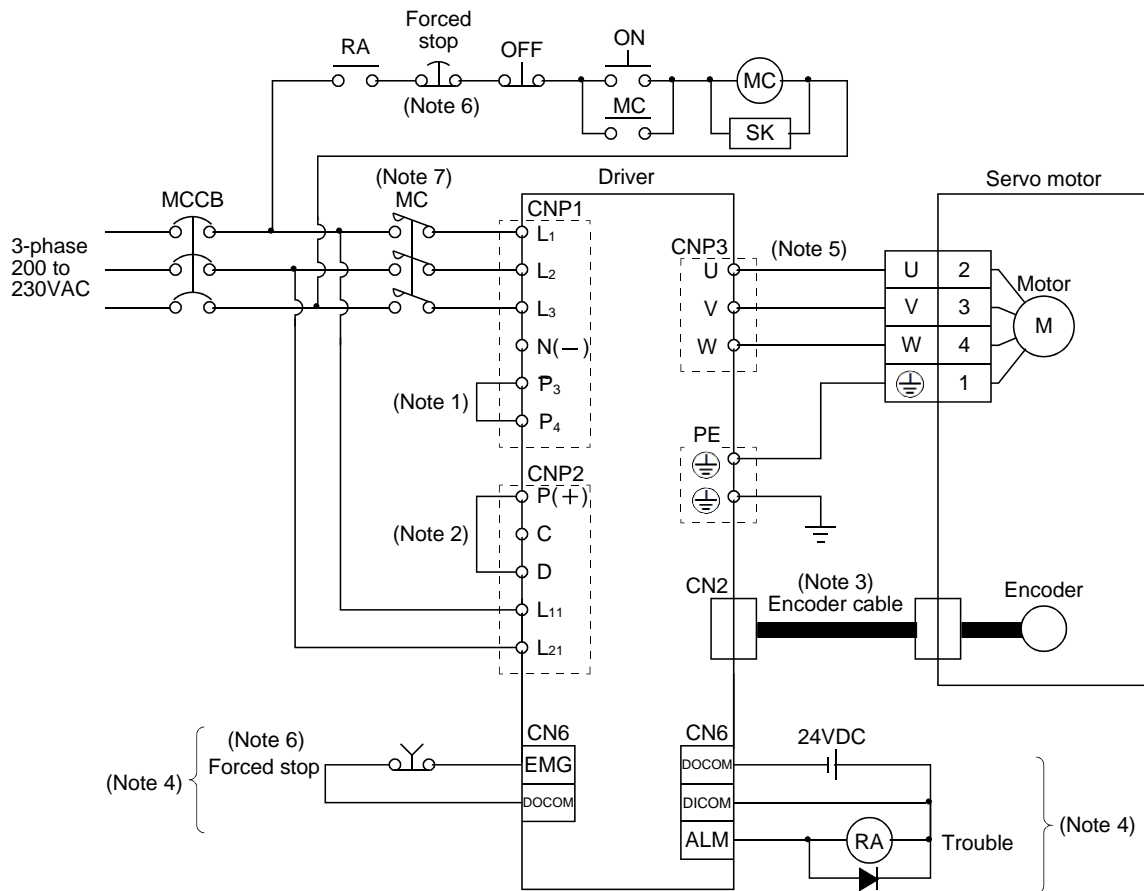 Forced
stop
RA
OFF
ON
MC
(Note 6)
MC
SK
(Note 7)
MC
MCCB
Driver
Servo motor
3-phase
200 to
230VAC
CNP1
L1
L2
L3
N(—)
P3
P4
(Note 1)
CNP3
U
V
W
(Note 5)
U 2
V 3
W 4
1
Motor
M
PE
CNP2
P(+)
C
D
L11
L21
(Note 2)
CN2
(Note 3)
Encoder cable
Encoder
CN6
(Note 6)
Forced stop
(Note 4)
EMG
DOCOM
CN6
24VDC
DOCOM
DICOM
ALM
RA
Trouble
(Note 4)